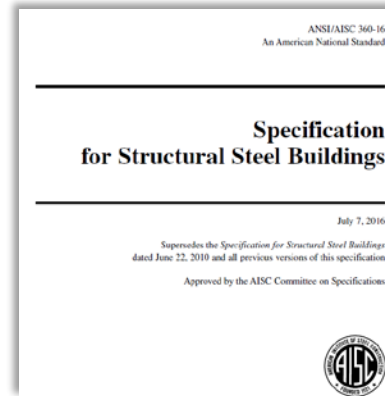 ANSI/AISC 360-16
An American National Standard
Specification
for Structural Steel Buildings
July 7, 2016
Supersedes the Specification for Structural Steel Buildings
dated June 22, 2010 and all previous versions of this specification
Approved by the AISC Committee on Specifications
AISC